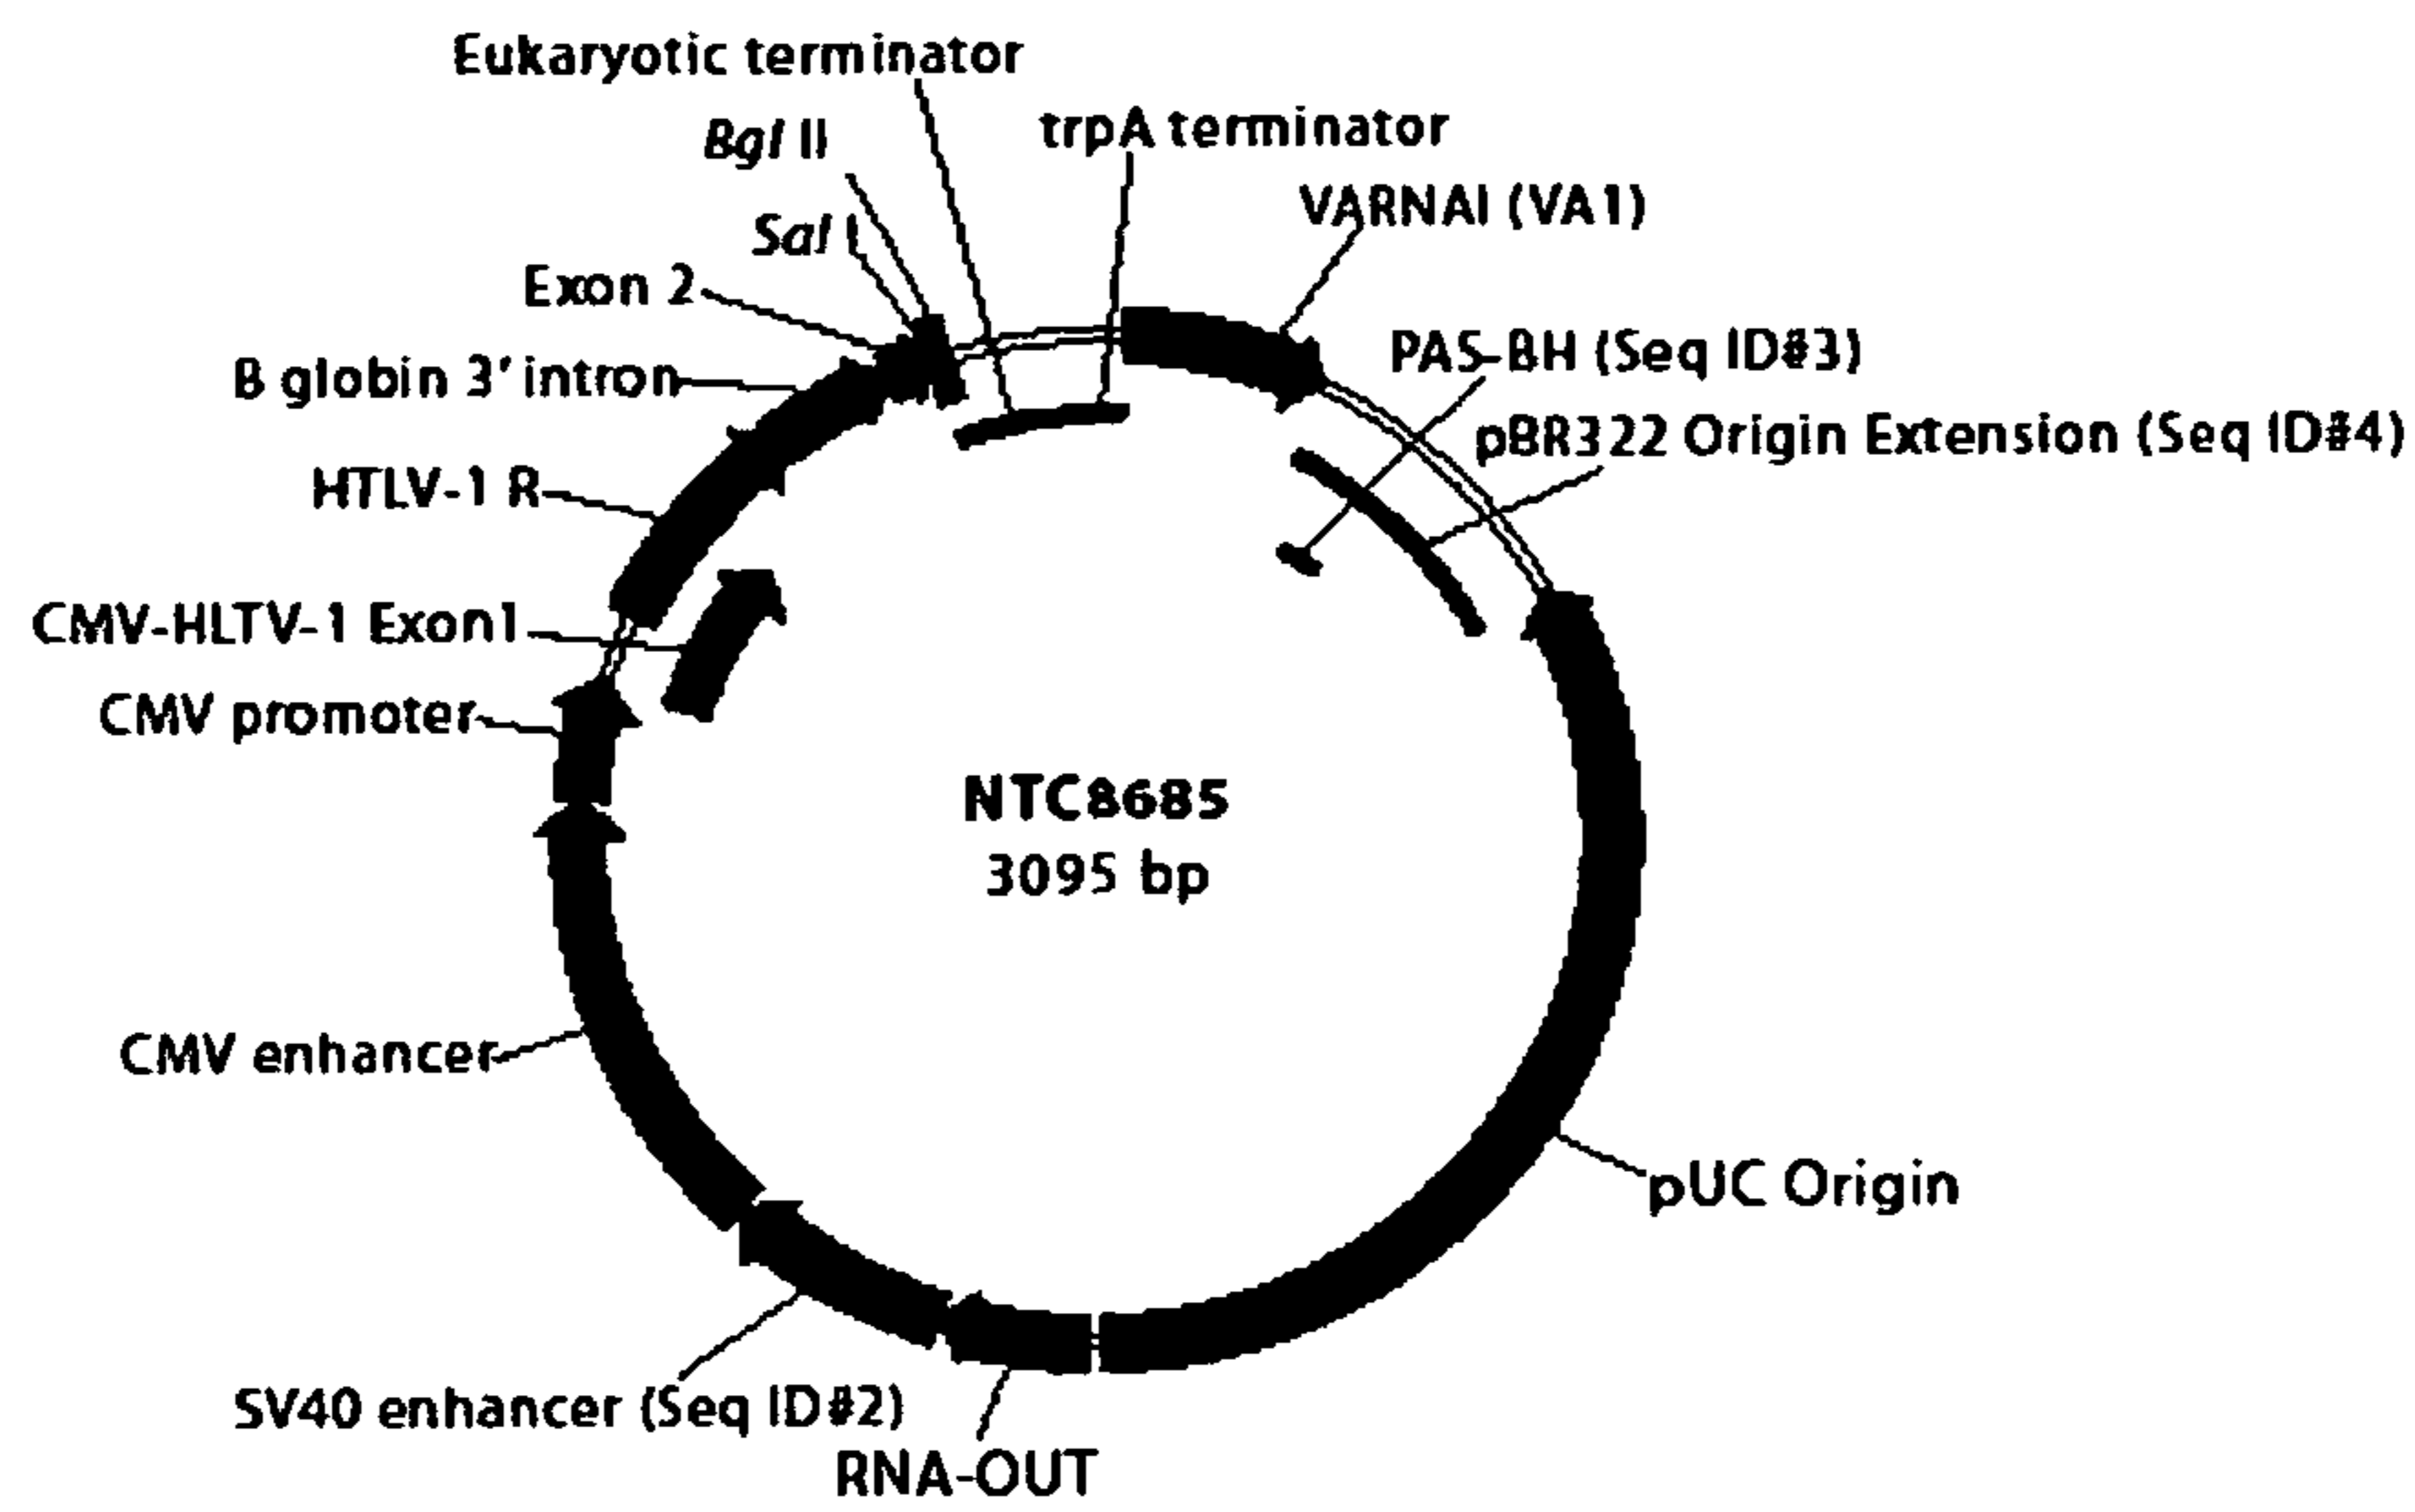 Eukaryotic terminator
trpA terminator
Bgl II
VARNAI (VA1)
Sal I
Exon 2
PAS-BH (Seq ID#3)
B globin 3' intron
pBR322 Origin Extension (Seq ID#4)
HTLV-1 R
CMV-HLTV-1 Exon1
CMV promoter
NTC8685
3095 bp
CMV enhancer
pUC Origin
SV40 enhancer (Seq ID#2)
RNA-OUT